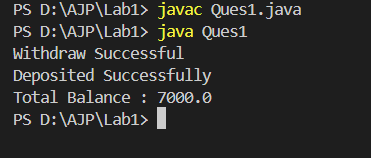 PS D:\AJP\Lab1> javac Ques1.java
PS D:\AJP\Lab1> java Ques1
Withdraw Successful
Deposited Successfully
Total Balance : 7000.0
PS D:\AJP\Lab1>